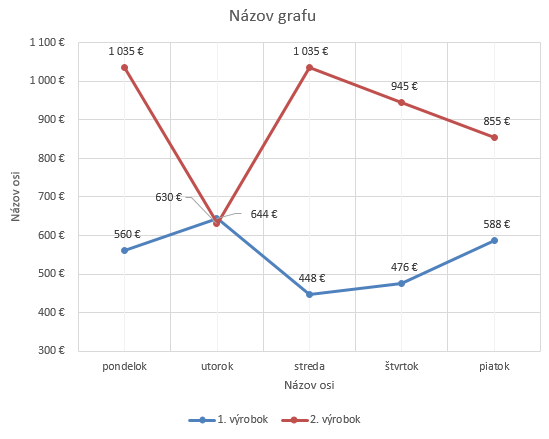 Názov grafu
1 100 €
1 000 €
900 €
800 €
700 €
600 €
500 €
400 €
300 €
Názov osi
1 035 €
1 035 €
945 €
855 €
630 €
644 €
560 €
448 €
476 €
588 €
pondelok
utorok
streda
štvrtok
piatok
Názov osi
1. výrobok
2. výrobok